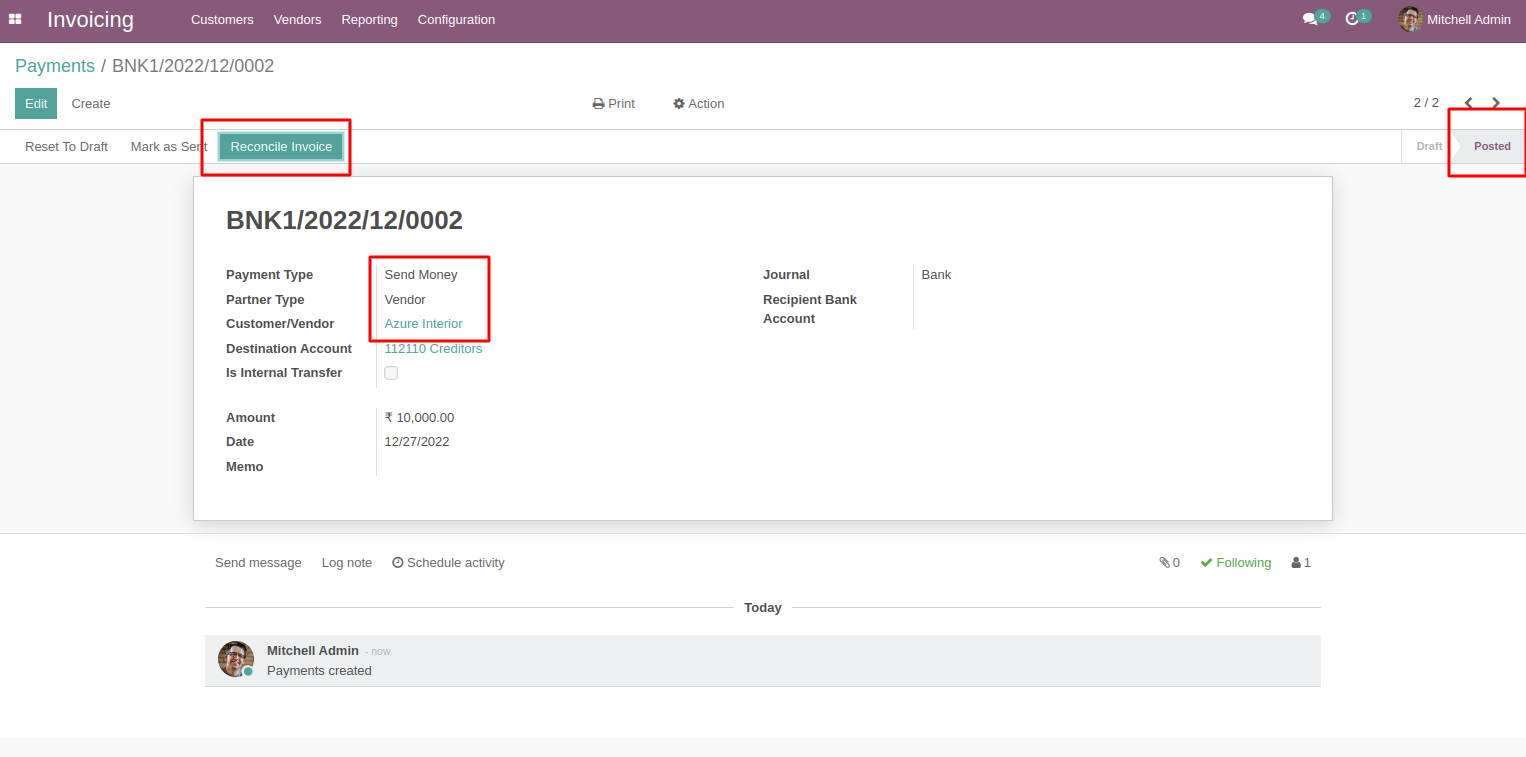 Invoicing Customers Vendors Reporting Configuration 4 1 Mitchell Admin
Payments / BNK1/2022/12/0002
Edit Create Print Action 2 / 2
Reset To Draft Mark as Sent Reconcile Invoice Draft Posted
BNK1/2022/12/0002
Payment Type Send Money Journal Bank
Partner Type Vendor Recipient Bank
Account
Customer/Vendor Azure Interior
Destination Account 112110 Creditors
Is Internal Transfer
Amount ₹ 10,000.00
Date 12/27/2022
Memo
Send message Log note Schedule activity 0 Following 1
Today
Mitchell Admin - now
Payments created